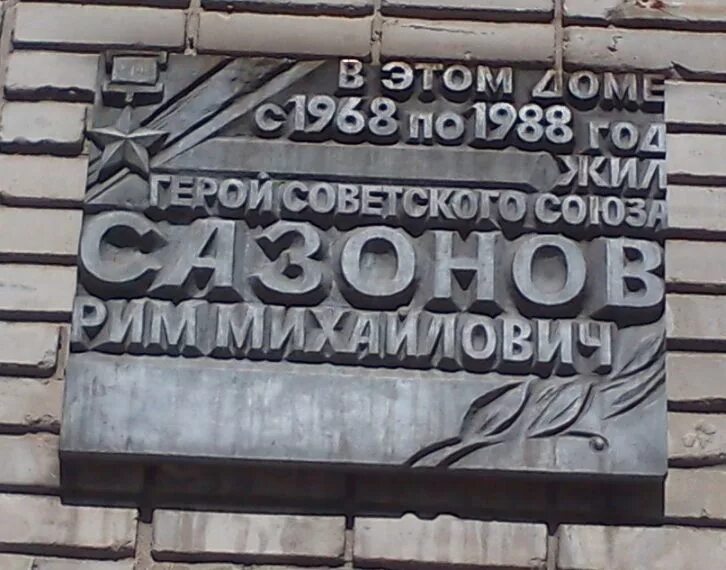 В ЭТОМ ДОМЕ
С 1968 ПО 1988 ГОД
ЖИЛ
ГЕРОЙ СОВЕТСКОГО СОЮЗА
САЗОНОВ
РИМ МИХАЙЛОВИЧ